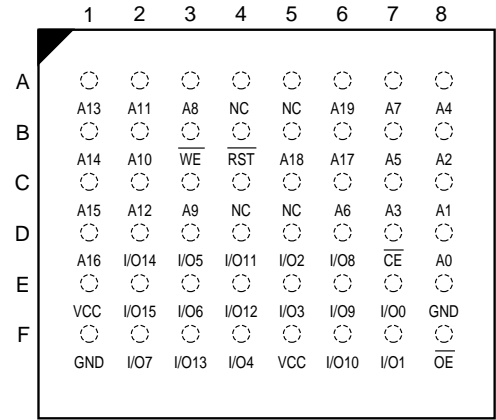 1 2 3 4 5 6 7 8
A
A13 A11 A8 NC NC A19 A7 A4
B
A14 A10 WE RST A18 A17 A5 A2
C
A15 A12 A9 NC NC A6 A3 A1
D
A16 I/O14 I/O5 I/O11 I/O2 I/O8 CE A0
E
VCC I/O15 I/O6 I/O12 I/O3 I/O9 I/O0 GND
F
GND I/O7 I/O13 I/O4 VCC I/O10 I/O1 OE